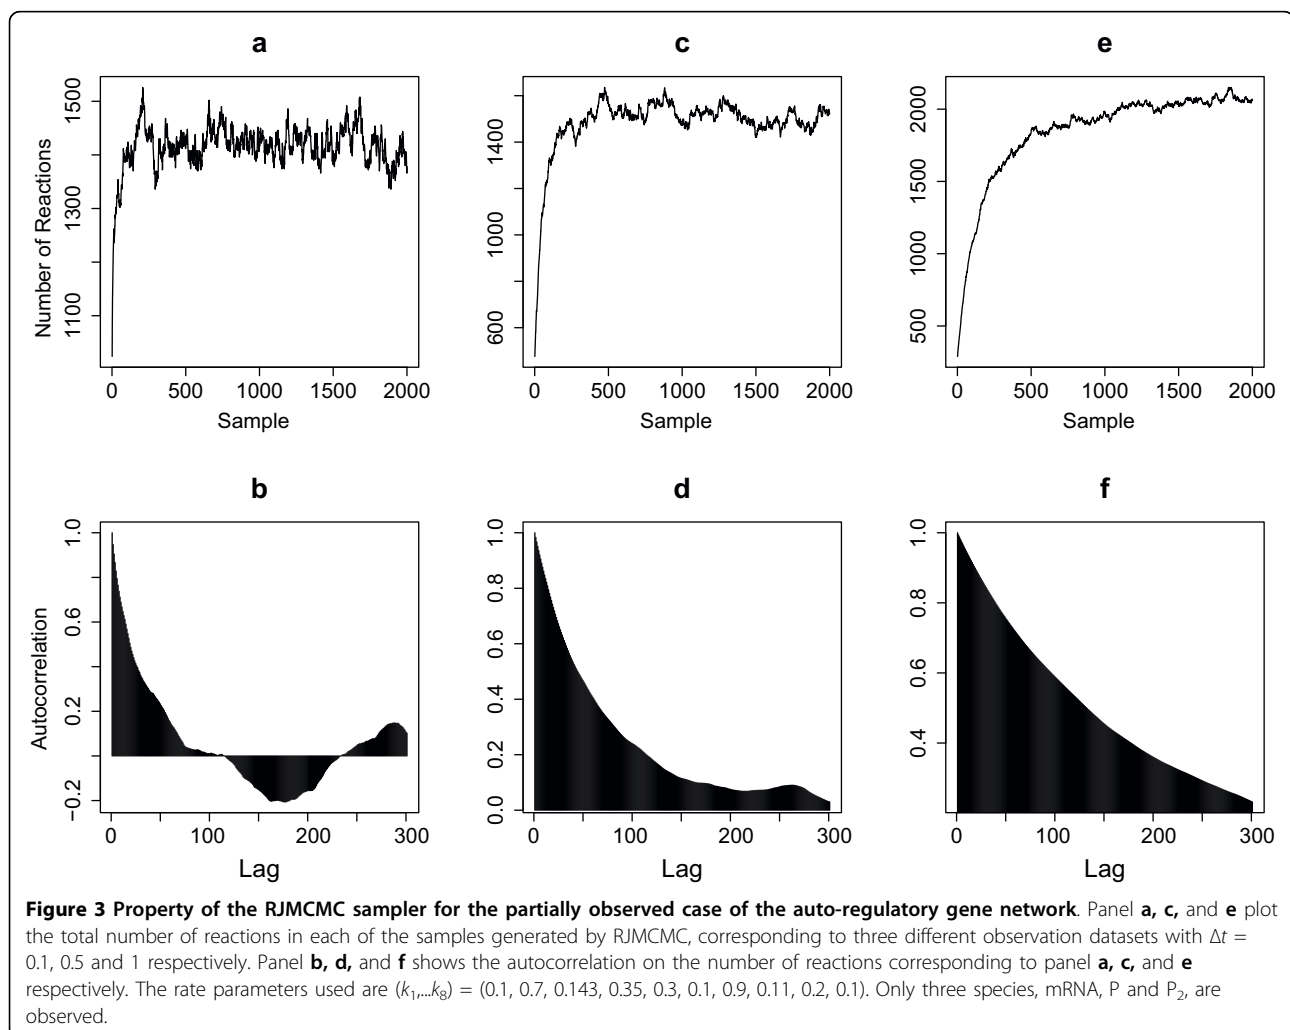 a
c
e
Number of Reactions
1100
1300
1500
0
500
1000
1500
2000
Sample
600
1000
1400
0
500
1000
1500
2000
Sample
500
1000
1500
2000
0
500
1000
1500
2000
Sample
b
d
f
Autocorrelation
−0.2
0.2
0.6
1.0
0
100
200
300
Lag
0.0
0.2
0.4
0.6
0.8
1.0
0
100
200
300
Lag
0.4
0.6
0.8
1.0
0
100
200
300
Lag
Figure 3 Property of the RJMCMC sampler for the partially observed case of the auto-regulatory gene network. Panel a, c, and e plot
the total number of reactions in each of the samples generated by RJMCMC, corresponding to three different observation datasets with Δt =
0.1, 0.5 and 1 respectively. Panel b, d, and f shows the autocorrelation on the number of reactions corresponding to panel a, c, and e
respectively. The rate parameters used are (k₁,...k₈) = (0.1, 0.7, 0.143, 0.35, 0.3, 0.1, 0.9, 0.11, 0.2, 0.1). Only three species, mRNA, P and P₂, are
observed.